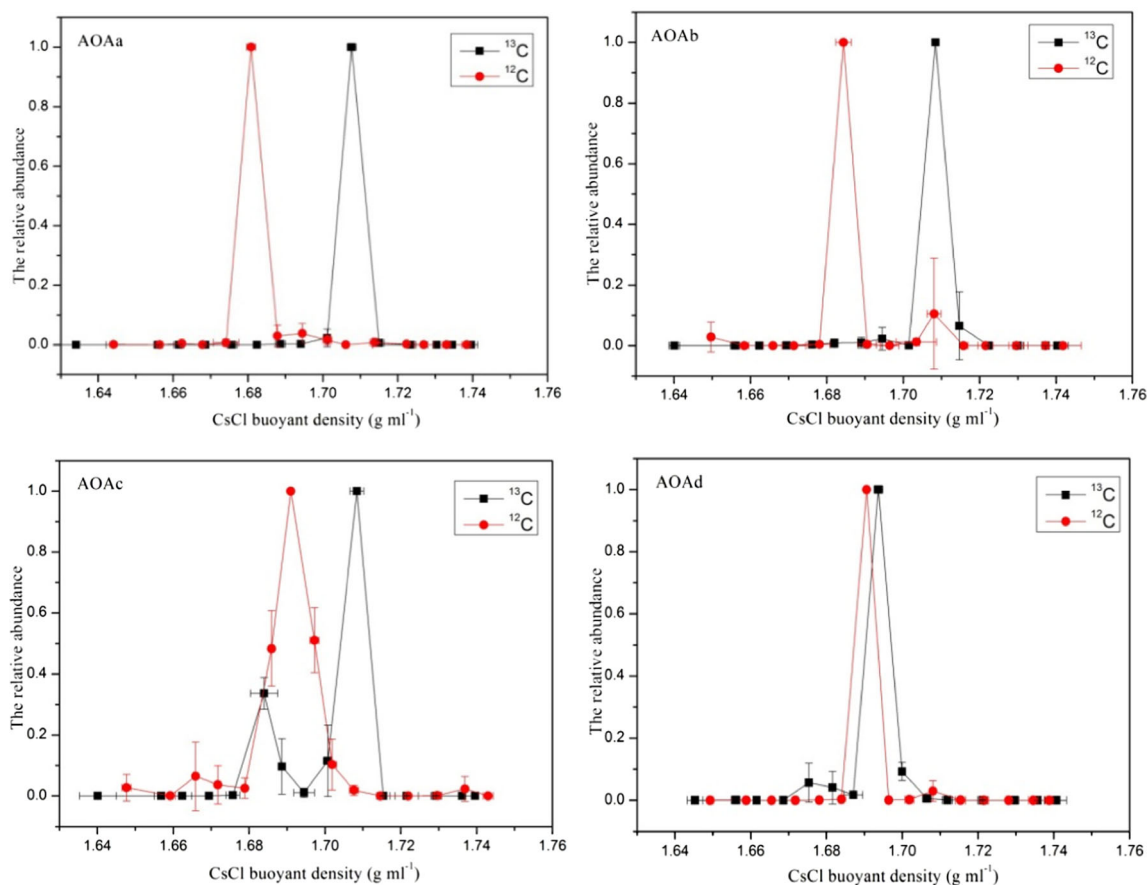 AOAa
¹³C
¹²C
The relative abundance
1.0
0.8
0.6
0.4
0.2
0.0
1.64 1.66 1.68 1.70 1.72 1.74 1.76
CsCl buoyant density (g ml⁻¹)
AOAb
¹³C
¹²C
The relative abundance
1.0
0.8
0.6
0.4
0.2
0.0
1.64 1.66 1.68 1.70 1.72 1.74 1.76
CsCl buoyant density (g ml⁻¹)
AOAc
¹³C
¹²C
The relative abundance
1.0
0.8
0.6
0.4
0.2
0.0
1.64 1.66 1.68 1.70 1.72 1.74 1.76
CsCl buoyant density (g ml⁻¹)
AOAd
¹³C
¹²C
The relative abundance
1.0
0.8
0.6
0.4
0.2
0.0
1.64 1.66 1.68 1.70 1.72 1.74 1.76
CsCl buoyant density (g ml⁻¹)